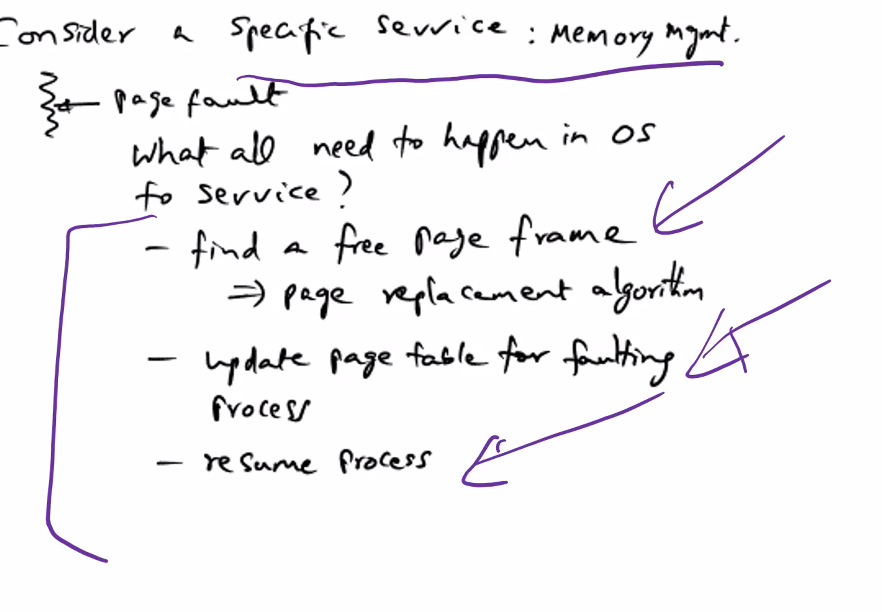 Consider a specific service : Memory mgmt.
← page fault
What all need to happen in OS
to service?
- find a free page frame
⇒ page replacement algorithm
- update page table for faulting
process
- resume process